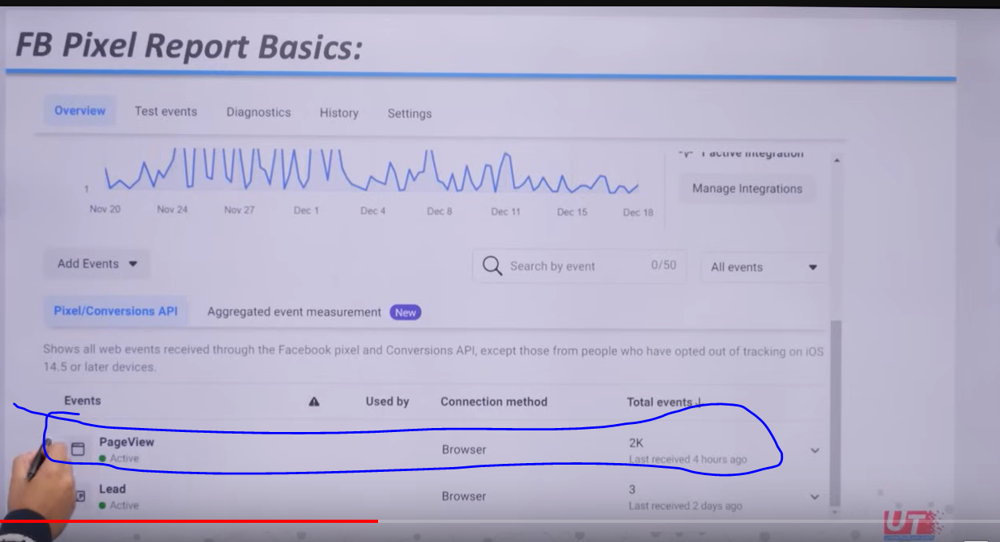 FB Pixel Report Basics:
Overview Test events Diagnostics History Settings
1 active integration
Manage Integrations
1
Nov 20 Nov 24 Nov 27 Dec 1 Dec 4 Dec 8 Dec 11 Dec 15 Dec 18
Add Events Search by event 0/50 All events
Pixel/Conversions API Aggregated event measurement New
Shows all web events received through the Facebook pixel and Conversions API, except those from people who have opted out of tracking on iOS
14.5 or later devices.
Events Used by Connection method Total events
PageView Browser 2K
Active Last received 4 hours ago
Lead Browser 3
Active Last received 2 days ago
UT